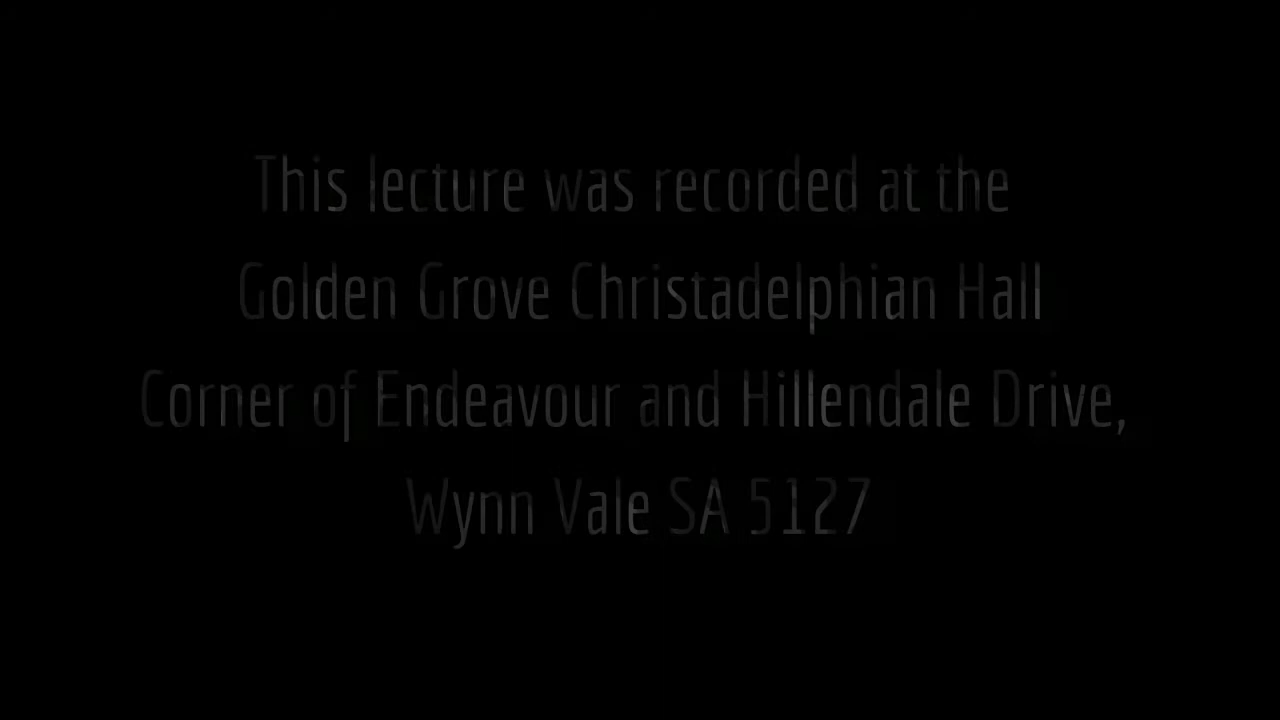 This lecture was recorded at the
Golden Grove Christadelphian Hall
Corner of Endeavour and Hillendale Drive,
Wynn Vale SA 5127